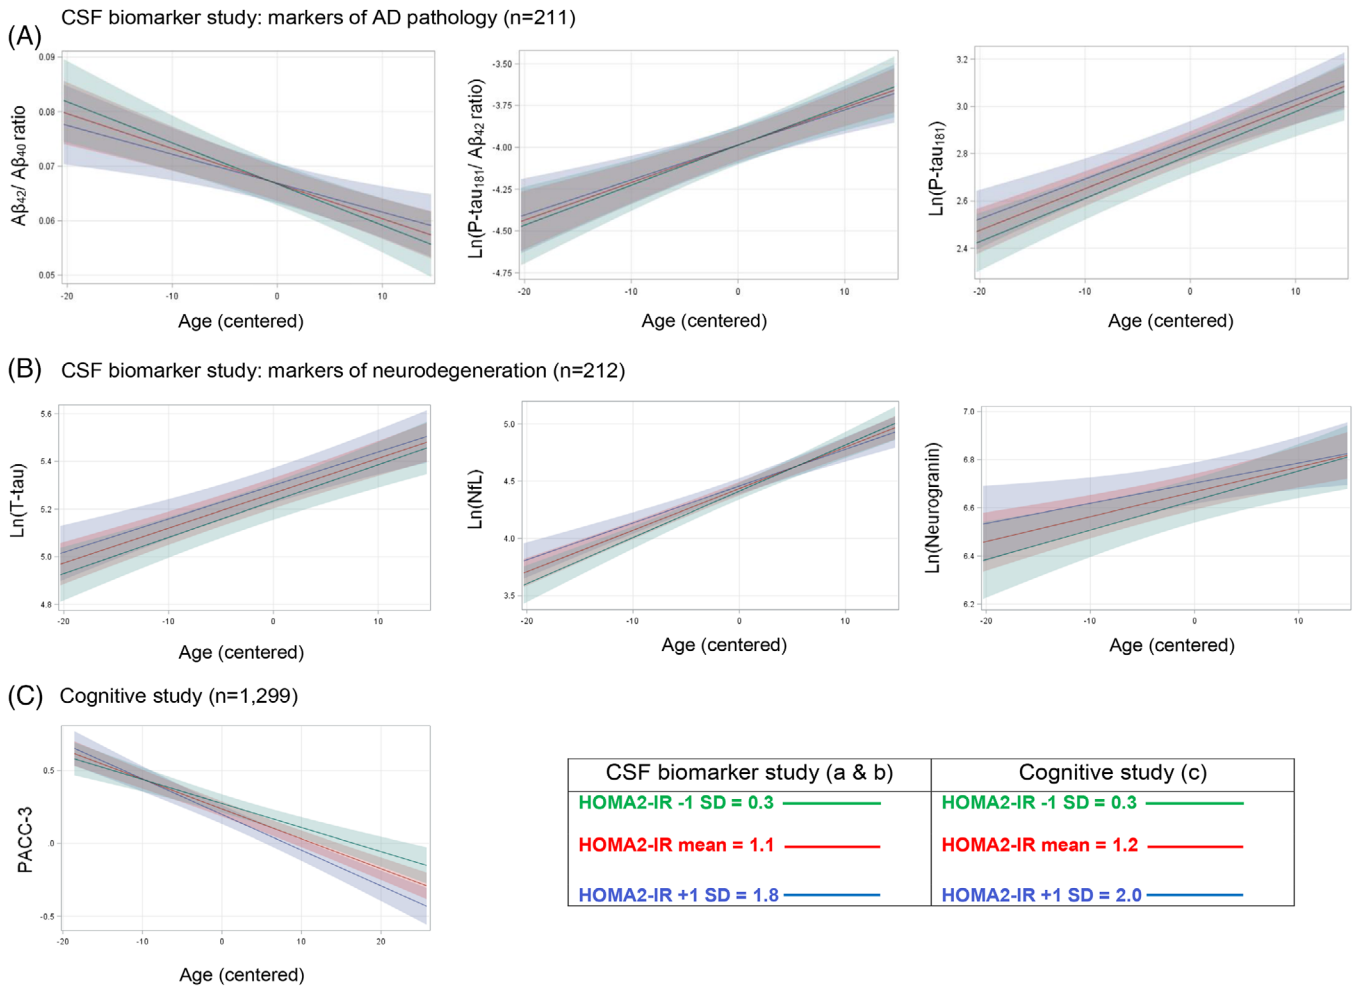 (A) CSF biomarker study: markers of AD pathology (n=211)
Aβ42/ Aβ40 ratio
0.09
0.08
0.07
0.06
0.05
-20 -10 0 10
Age (centered)
Ln(P-tau181/ Aβ42 ratio)
-3.50
-3.75
-4.00
-4.25
-4.50
-4.75
-20 -10 0 10
Age (centered)
Ln(P-tau181)
3.2
3.0
2.8
2.6
2.4
-20 -10 0 10
Age (centered)
(B) CSF biomarker study: markers of neurodegeneration (n=212)
Ln(T-tau)
5.6
5.4
5.2
5.0
4.8
-20 -10 0 10
Age (centered)
Ln(NfL)
5.0
4.5
4.0
3.5
-20 -10 0 10
Age (centered)
Ln(Neurogranin)
7.0
6.8
6.6
6.4
6.2
-20 -10 0 10
Age (centered)
(C) Cognitive study (n=1,299)
PACC-3
0.5
0
-0.5
-20 -10 0 10 20
Age (centered)
CSF biomarker study (a & b) Cognitive study (c)
HOMA2-IR -1 SD = 0.3 HOMA2-IR -1 SD = 0.3
HOMA2-IR mean = 1.1 HOMA2-IR mean = 1.2
HOMA2-IR +1 SD = 1.8 HOMA2-IR +1 SD = 2.0